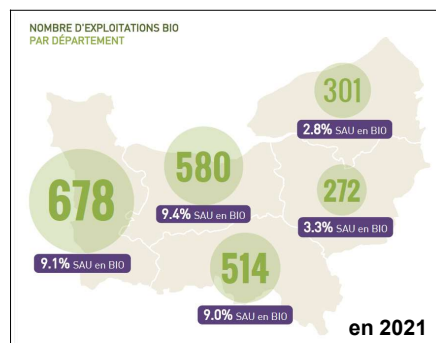 NOMBRE D'EXPLOITATIONS BIO
PAR DÉPARTEMENT
301
2.8% SAU en BIO
580
9.4% SAU en BIO
272
3.3% SAU en BIO
678
9.1% SAU en BIO
514
9.0% SAU en BIO
en 2021